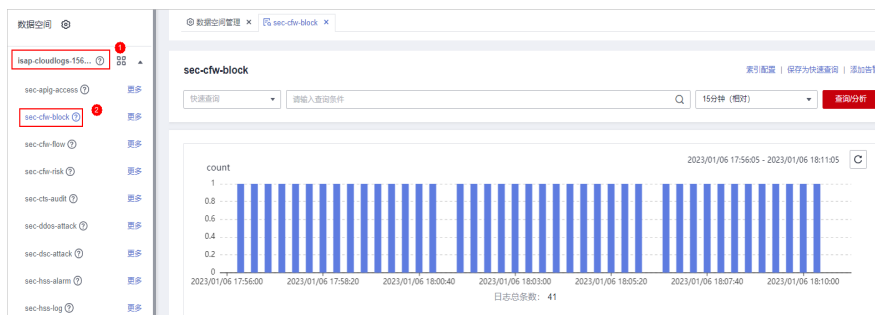 数据空间
isap-cloudlogs-156...
1
sec-apig-access
更多
sec-cfw-block
2
更多
sec-cfw-flow
更多
sec-cfw-risk
更多
sec-cts-audit
更多
sec-ddos-attack
更多
sec-dsc-attack
更多
sec-hss-alarm
更多
sec-hss-log
更多
数据空间管理 × sec-cfw-block ×
sec-cfw-block
索引配置 | 保存为快速查询 | 添加告警
快速查询
请输入查询条件
15分钟（相对）
查询/分析
2023/01/06 17:56:05 - 2023/01/06 18:11:05
count
1
0.8
0.6
0.4
0.2
0
2023/01/06 17:56:00 2023/01/06 17:58:20 2023/01/06 18:00:40 2023/01/06 18:03:00 2023/01/06 18:05:20 2023/01/06 18:07:40 2023/01/06 18:10:00
日志总条数： 41